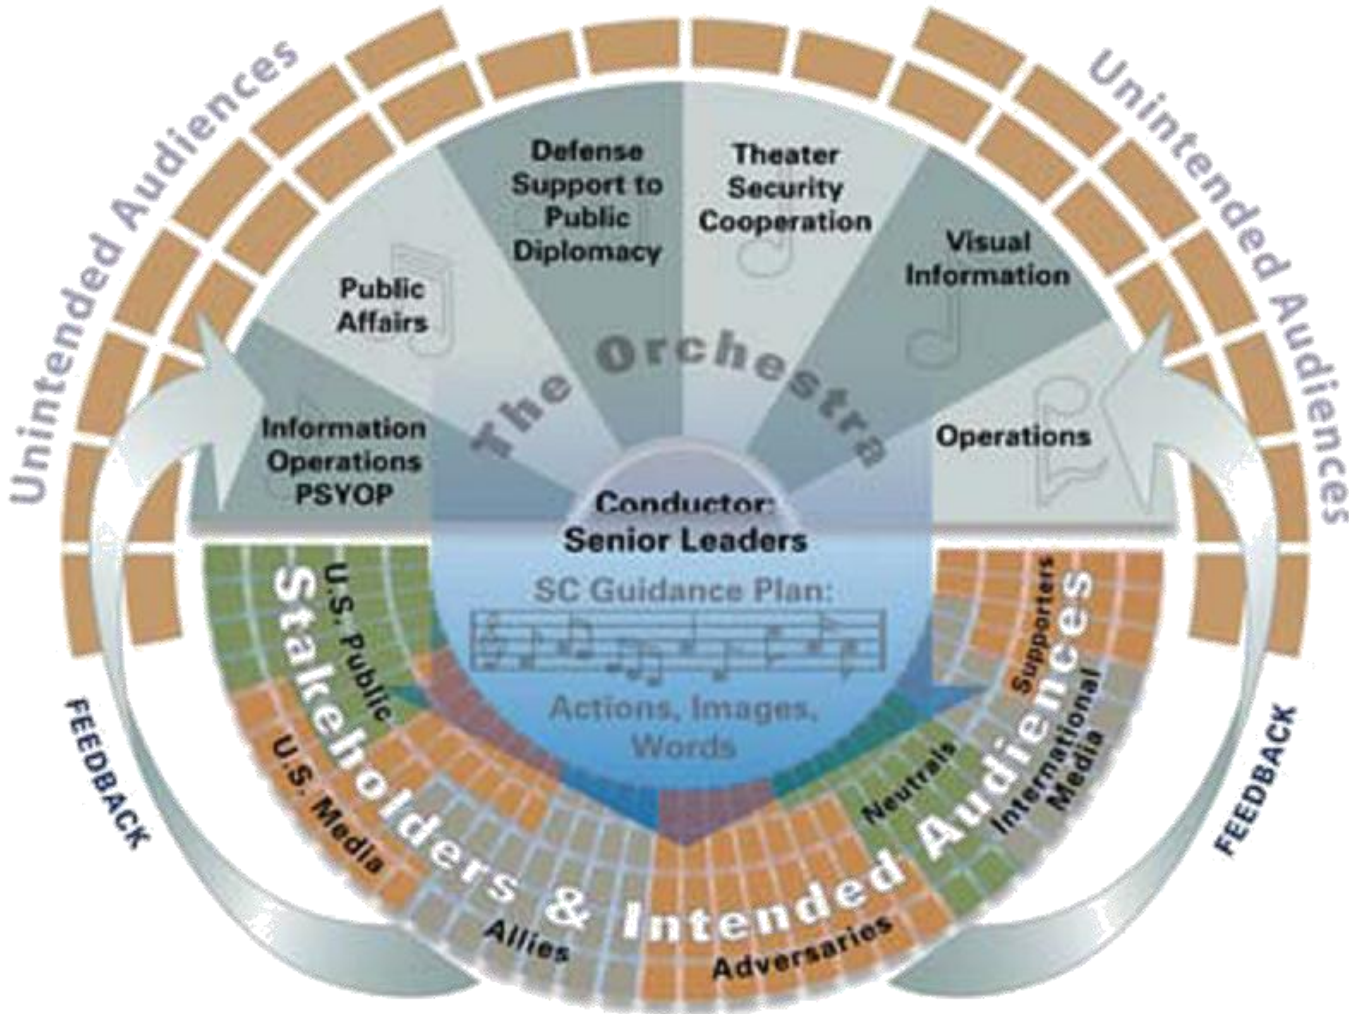 Unintended Audiences
Unintended Audiences
Defense
Support to
Public
Diplomacy
Theater
Security
Cooperation
Public
Affairs
Visual
Information
Information
Operations
PSYOP
Operations
The Orchestra
Conductor:
Senior Leaders
SC Guidance Plan:
Actions, Images,
Words
Stakeholders & Intended Audiences
U.S. Public
U.S. Media
Allies
Adversaries
Neutrals
International
Media
Supporters
FEEDBACK
FEEDBACK